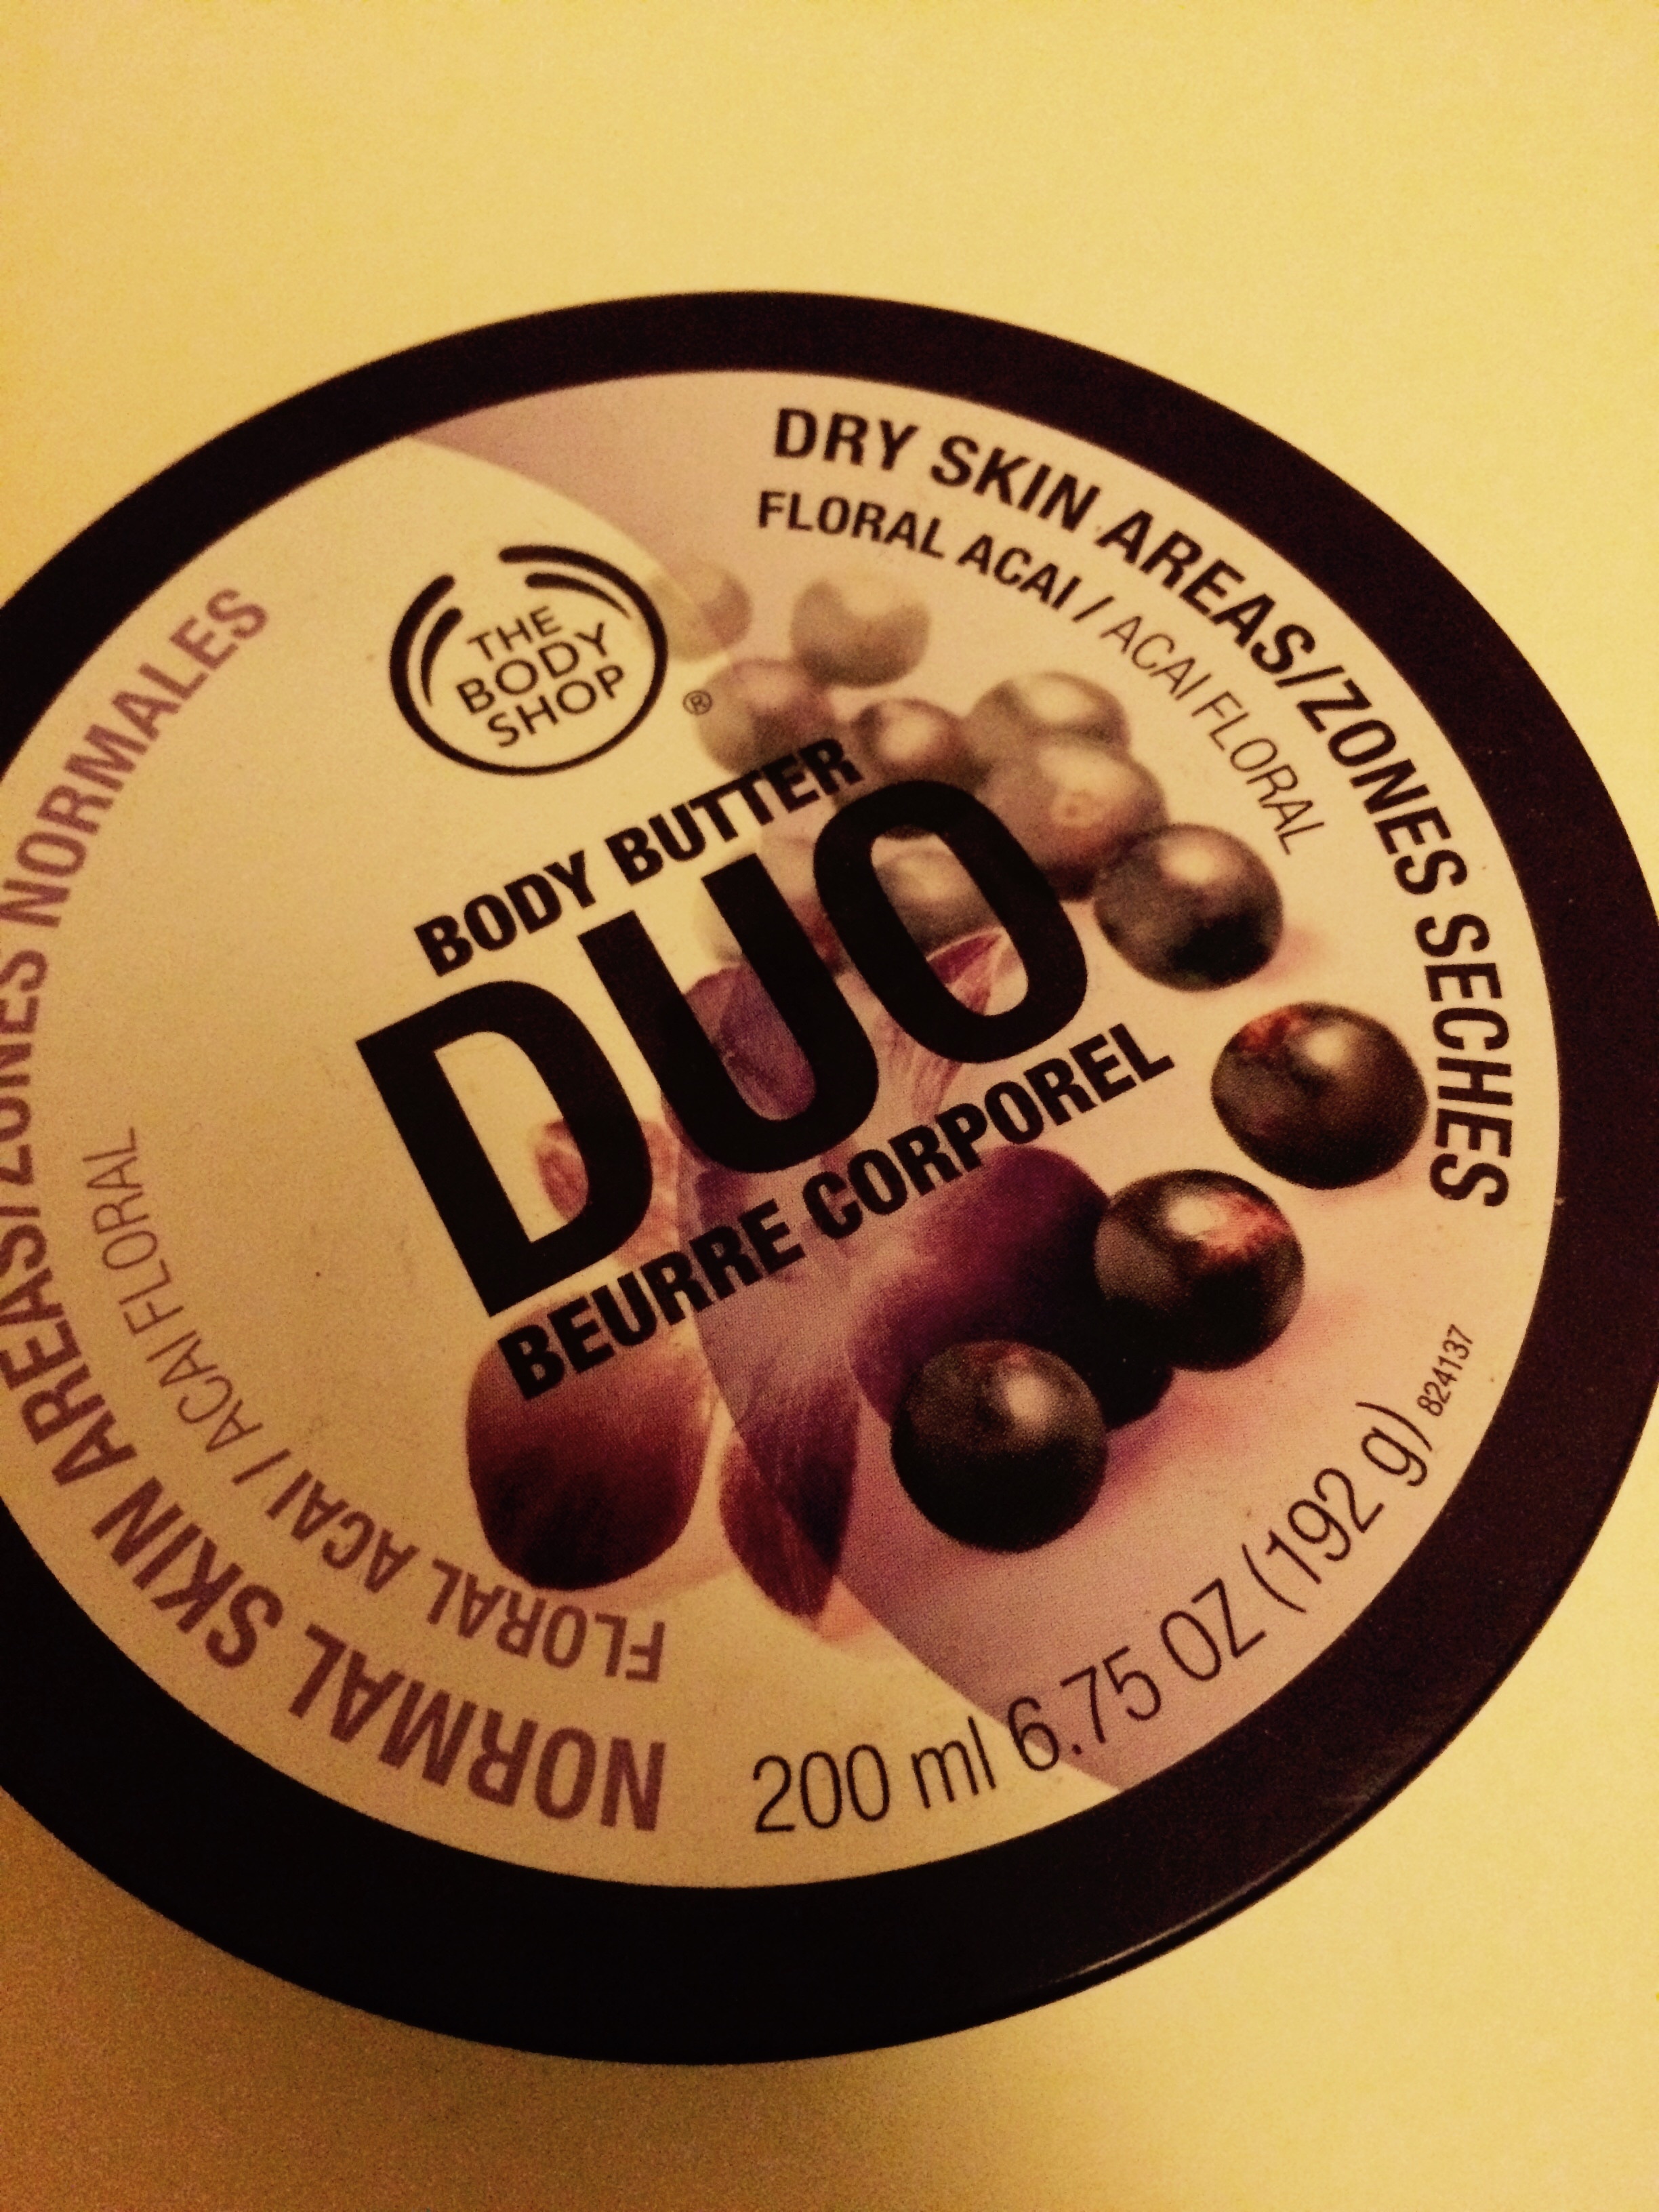 THE
BODY
SHOP
®
BODY BUTTER
DUO
BEURRE CORPOREL
DRY SKIN AREAS/ZONES SECHES
FLORAL ACAI / ACAI FLORAL
NORMAL SKIN AREAS/ZONES NORMALES
FLORAL ACAI / ACAI FLORAL
200 ml 6.75 OZ (192 g)
824137